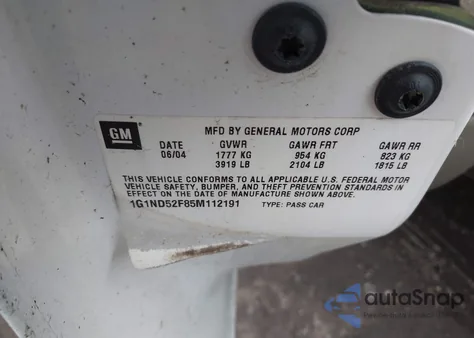 GM
MFD BY GENERAL MOTORS CORP
DATE GVWR GAWR FRT GAWR RR
06/04 1777 KG 954 KG 823 KG
3919 LB 2104 LB 1815 LB
THIS VEHICLE CONFORMS TO ALL APPLICABLE U.S. FEDERAL MOTOR
VEHICLE SAFETY, BUMPER, AND THEFT PREVENTION STANDARDS IN
EFFECT ON THE DATE OF MANUFACTURE SHOWN ABOVE.
1G1ND52F85M112191 TYPE: PASS CAR
autoSnap